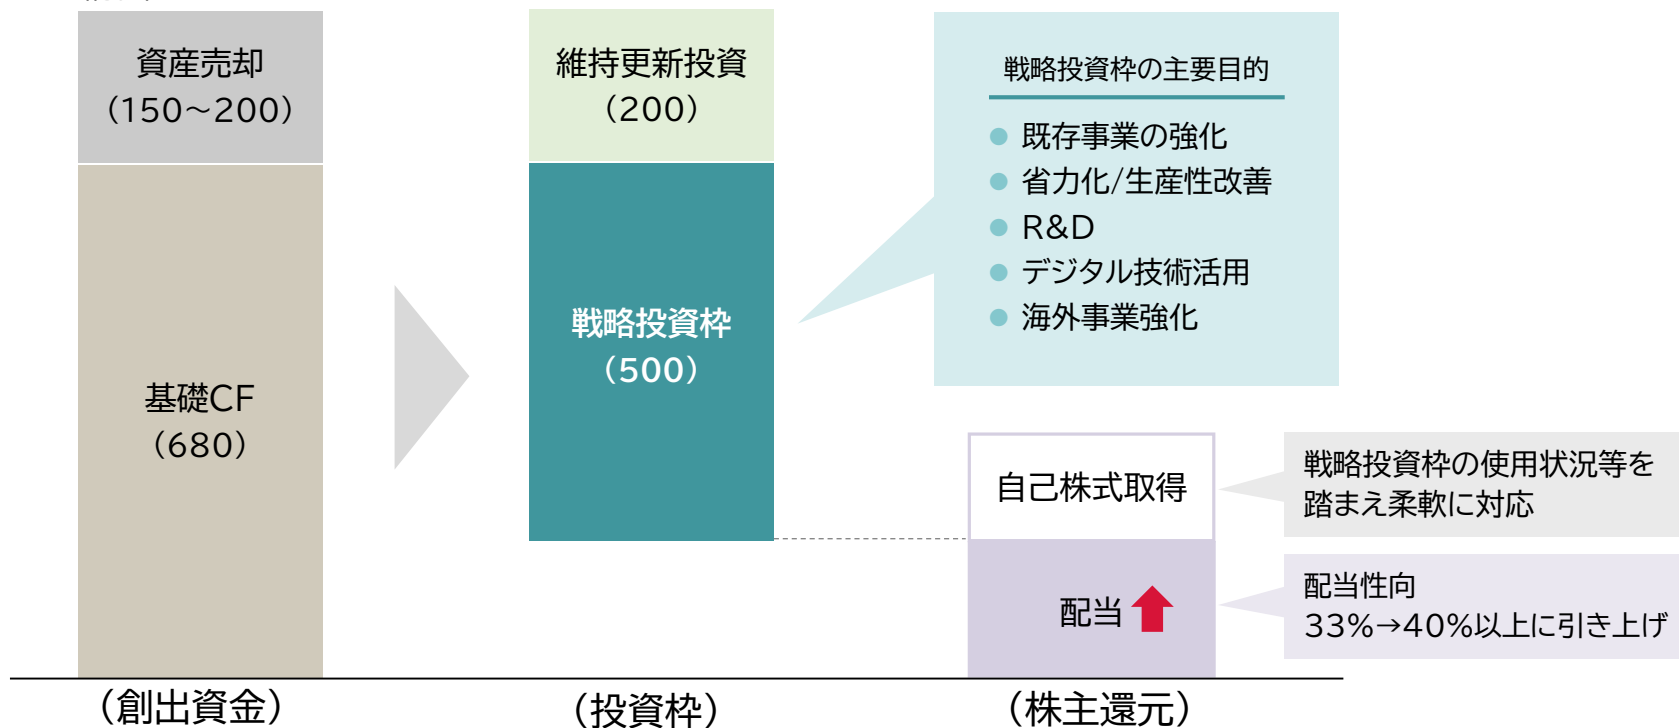 資産売却
（150～200）
基礎CF
（680）
（創出資金）
維持更新投資
（200）
戦略投資枠
（500）
（投資枠）
戦略投資枠の主要目的
● 既存事業の強化
● 省力化/生産性改善
● R&D
● デジタル技術活用
● 海外事業強化
自己株式取得
配当
（株主還元）
戦略投資枠の使用状況等を
踏まえ柔軟に対応
配当性向
33%→40%以上に引き上げ